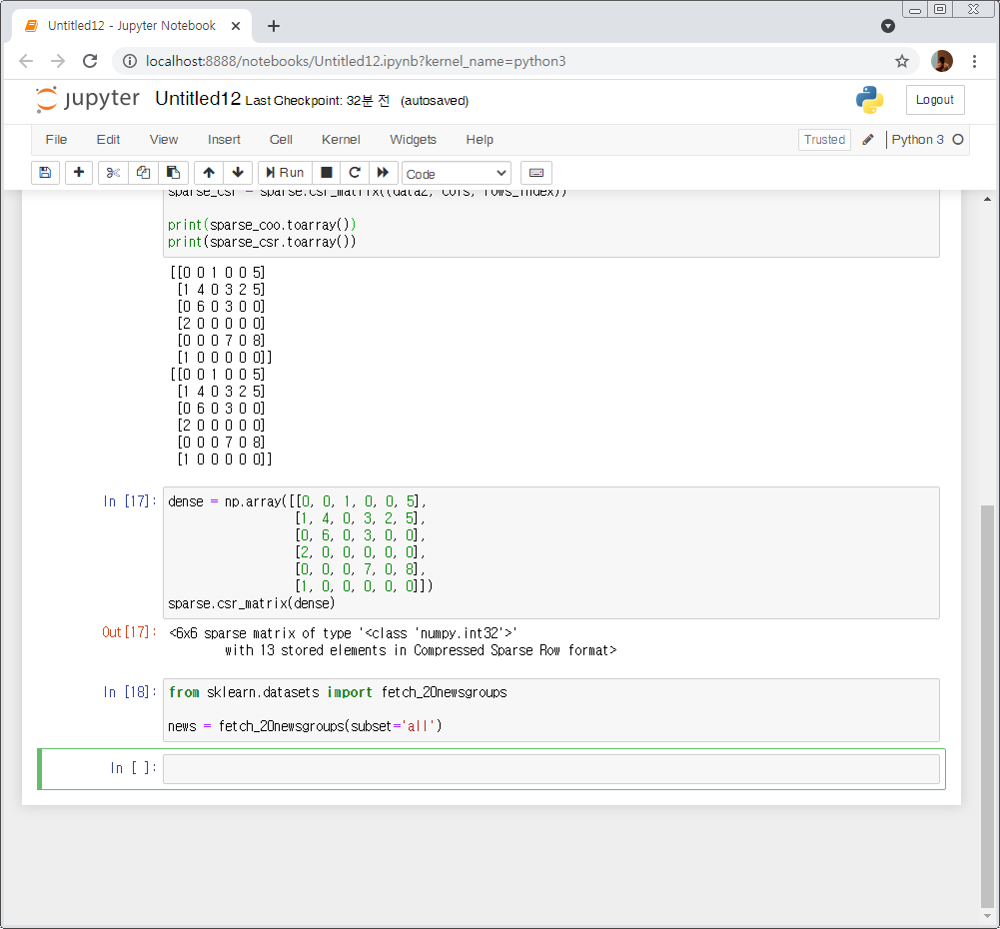 Untitled12 - Jupyter Notebook
localhost:8888/notebooks/Untitled12.ipynb?kernel_name=python3
jupyter Untitled12 Last Checkpoint: 32분 전 (autosaved)
Logout
File Edit View Insert Cell Kernel Widgets Help Trusted Python 3
Run Code
sparse_csr = sparse.csr_matrix((data2, cols, rows_index))
print(sparse_coo.toarray())
print(sparse_csr.toarray())
[[0 0 1 0 0 5]
[1 4 0 3 2 5]
[0 6 0 3 0 0]
[2 0 0 0 0 0]
[0 0 0 7 0 8]
[1 0 0 0 0 0]]
[[0 0 1 0 0 5]
[1 4 0 3 2 5]
[0 6 0 3 0 0]
[2 0 0 0 0 0]
[0 0 0 7 0 8]
[1 0 0 0 0 0]]
In [17]: dense = np.array([[0, 0, 1, 0, 0, 5],
[1, 4, 0, 3, 2, 5],
[0, 6, 0, 3, 0, 0],
[2, 0, 0, 0, 0, 0],
[0, 0, 0, 7, 0, 8],
[1, 0, 0, 0, 0, 0]])
sparse.csr_matrix(dense)
Out[17]: <6x6 sparse matrix of type '<class 'numpy.int32'>'
with 13 stored elements in Compressed Sparse Row format>
In [18]: from sklearn.datasets import fetch_20newsgroups
news = fetch_20newsgroups(subset='all')
In [ ]: